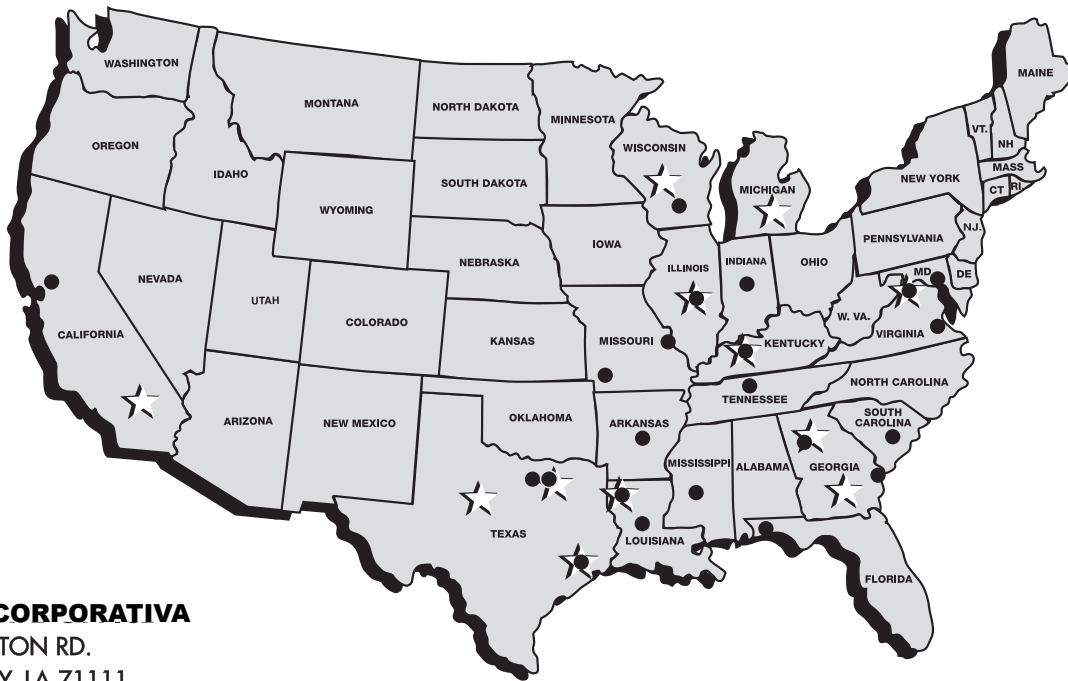 WASHINGTON
MONTANA
NORTH DAKOTA
MINNESOTA
MAINE
OREGON
IDAHO
WYOMING
SOUTH DAKOTA
WISCONSIN
MICHIGAN
NEW YORK
VT.
NH
MASS
CT
RI.
NEVADA
UTAH
COLORADO
NEBRASKA
IOWA
ILLINOIS
INDIANA
OHIO
PENNSYLVANIA
NJ.
MD
DE
CALIFORNIA
KANSAS
MISSOURI
KENTUCKY
W. VA.
VIRGINIA
ARIZONA
NEW MEXICO
OKLAHOMA
ARKANSAS
TENNESSEE
NORTH CAROLINA
SOUTH
CAROLINA
TEXAS
LOUISIANA
MISSISSIPPI
ALABAMA
GEORGIA
FLORIDA
CORPORATIVA
TON RD.
LA 71111